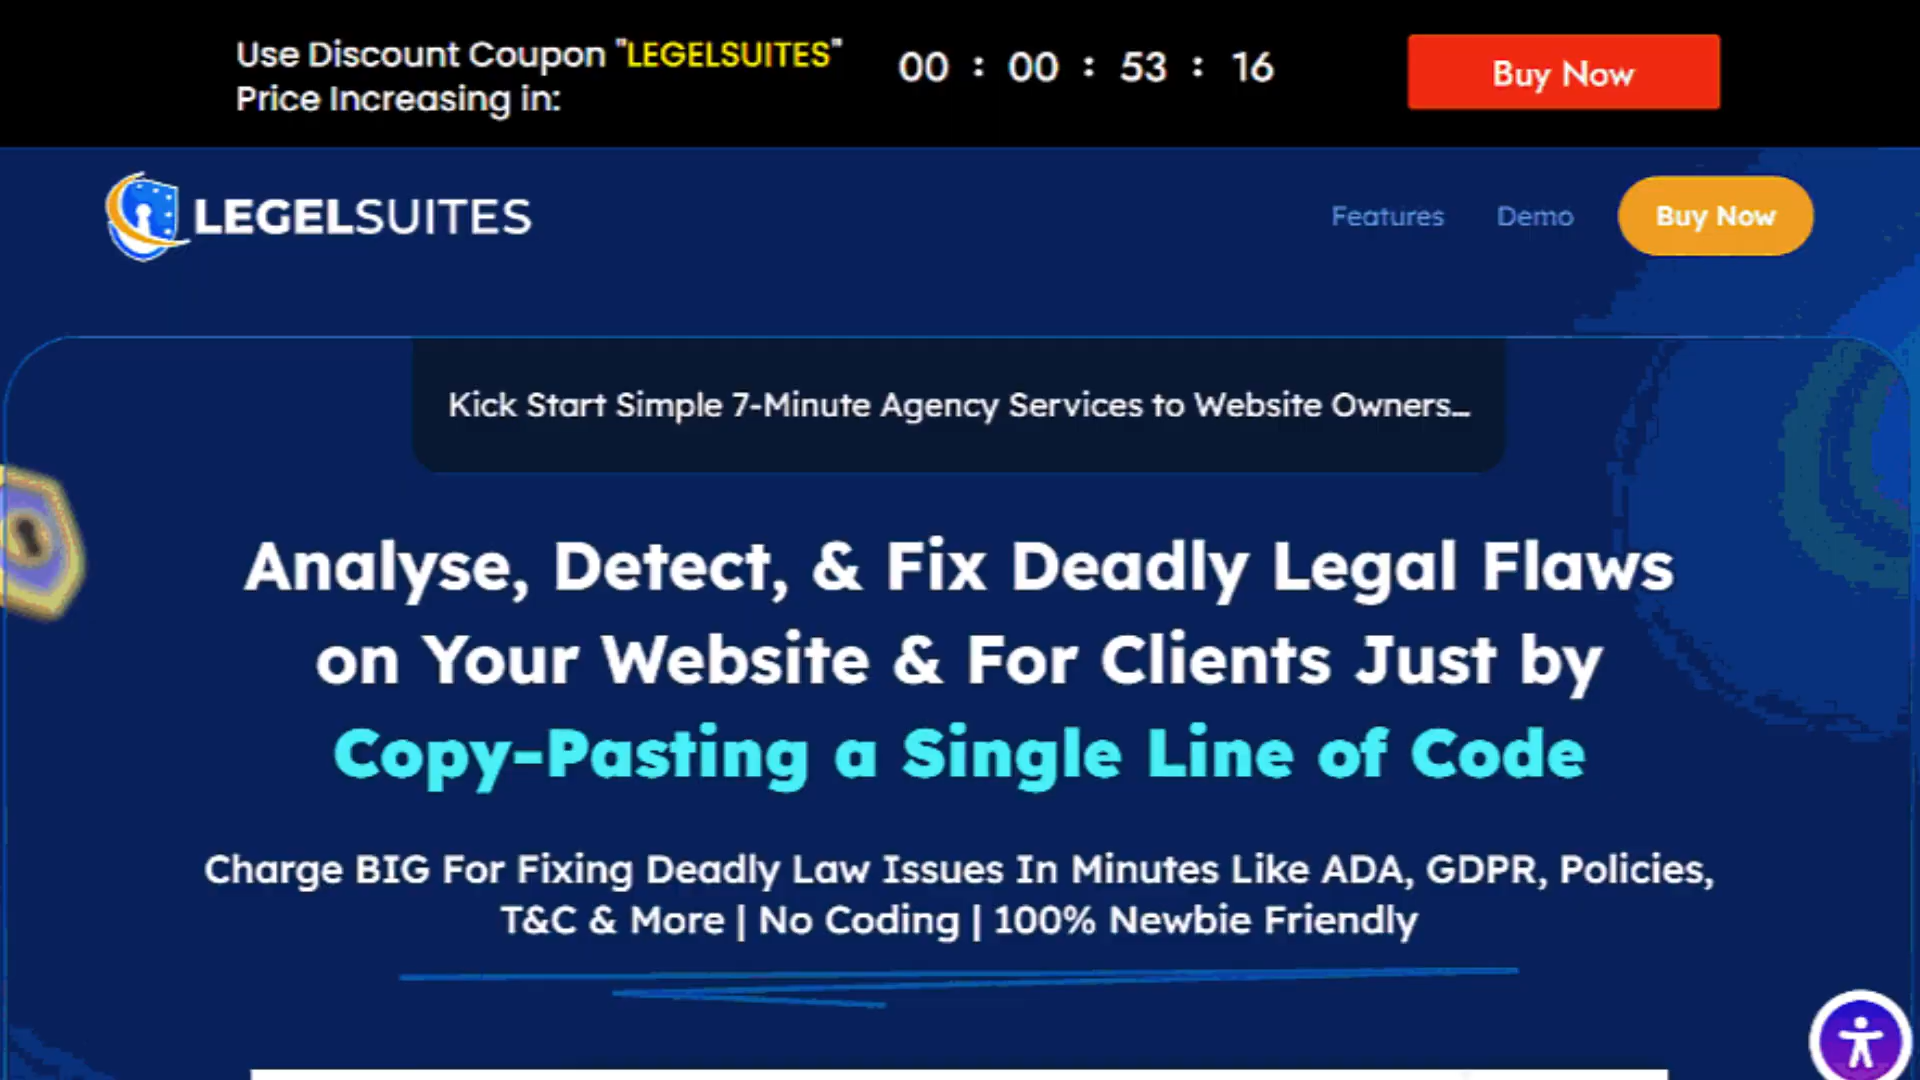 Use Discount Coupon "LEGELSUITES"
Price Increasing in:
00 : 00 : 53 : 16
Buy Now
LEGELSUITES
Features
Demo
Buy Now
Kick Start Simple 7-Minute Agency Services to Website Owners...
Analyse, Detect, & Fix Deadly Legal Flaws
on Your Website & For Clients Just by
Copy-Pasting a Single Line of Code
Charge BIG For Fixing Deadly Law Issues In Minutes Like ADA, GDPR, Policies,
T&C & More | No Coding | 100% Newbie Friendly